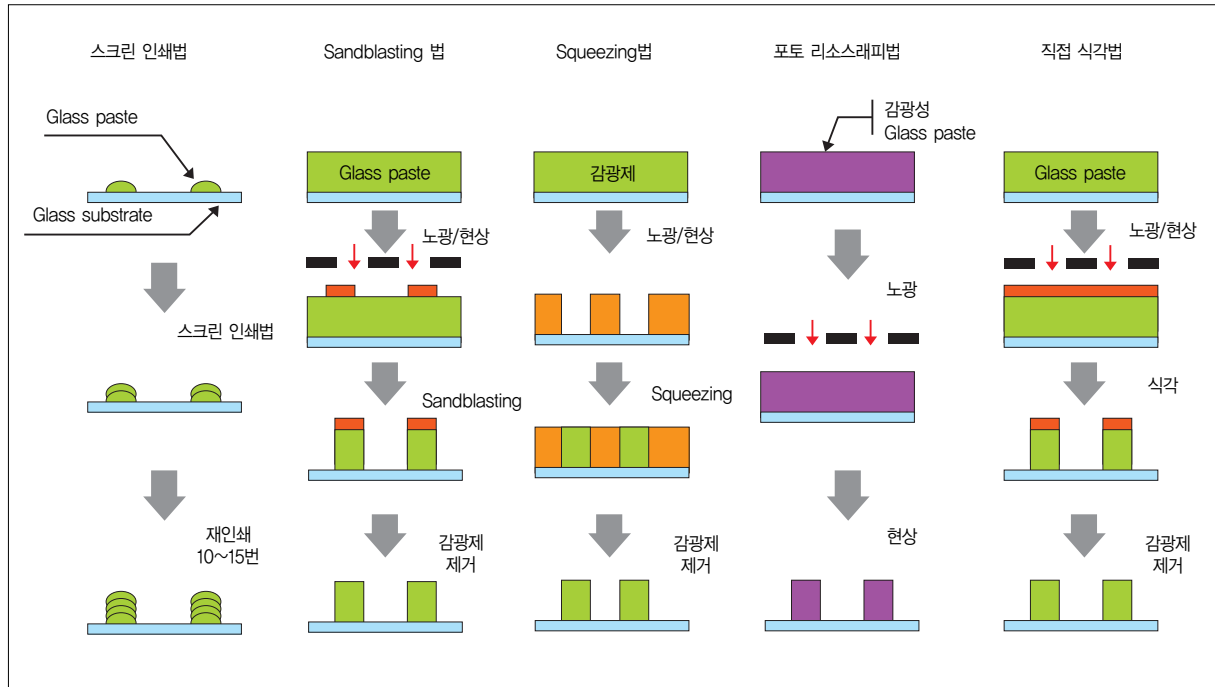 스크린 인쇄법
Glass paste
Glass substrate
스크린 인쇄법
재인쇄
10~15번
Sandblasting 법
Glass paste
노광/현상
Sandblasting
감광제
제거
Squeezing법
감광제
노광/현상
Squeezing
감광제
제거
포토 리소스래피법
감광성
Glass paste
노광
현상
직접 식각법
Glass paste
노광/현상
식각
감광제
제거